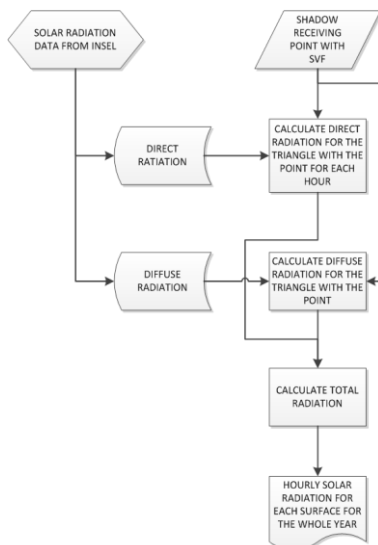 SOLAR RADIATION
DATA FROM INSEL
SHADOW
RECEIVING
POINT WITH
SVF
DIRECT
RATIATION
CALCULATE DIRECT
RADIATION FOR THE
TRIANGLE WITH THE
POINT FOR EACH
HOUR
DIFFUSE
RADIATION
CALCULATE DIFFUSE
RADIATION FOR THE
TRIANGLE WITH THE
POINT
CALCULATE TOTAL
RADIATION
HOURLY SOLAR
RADIATION FOR
EACH SURFACE FOR
THE WHOLE YEAR